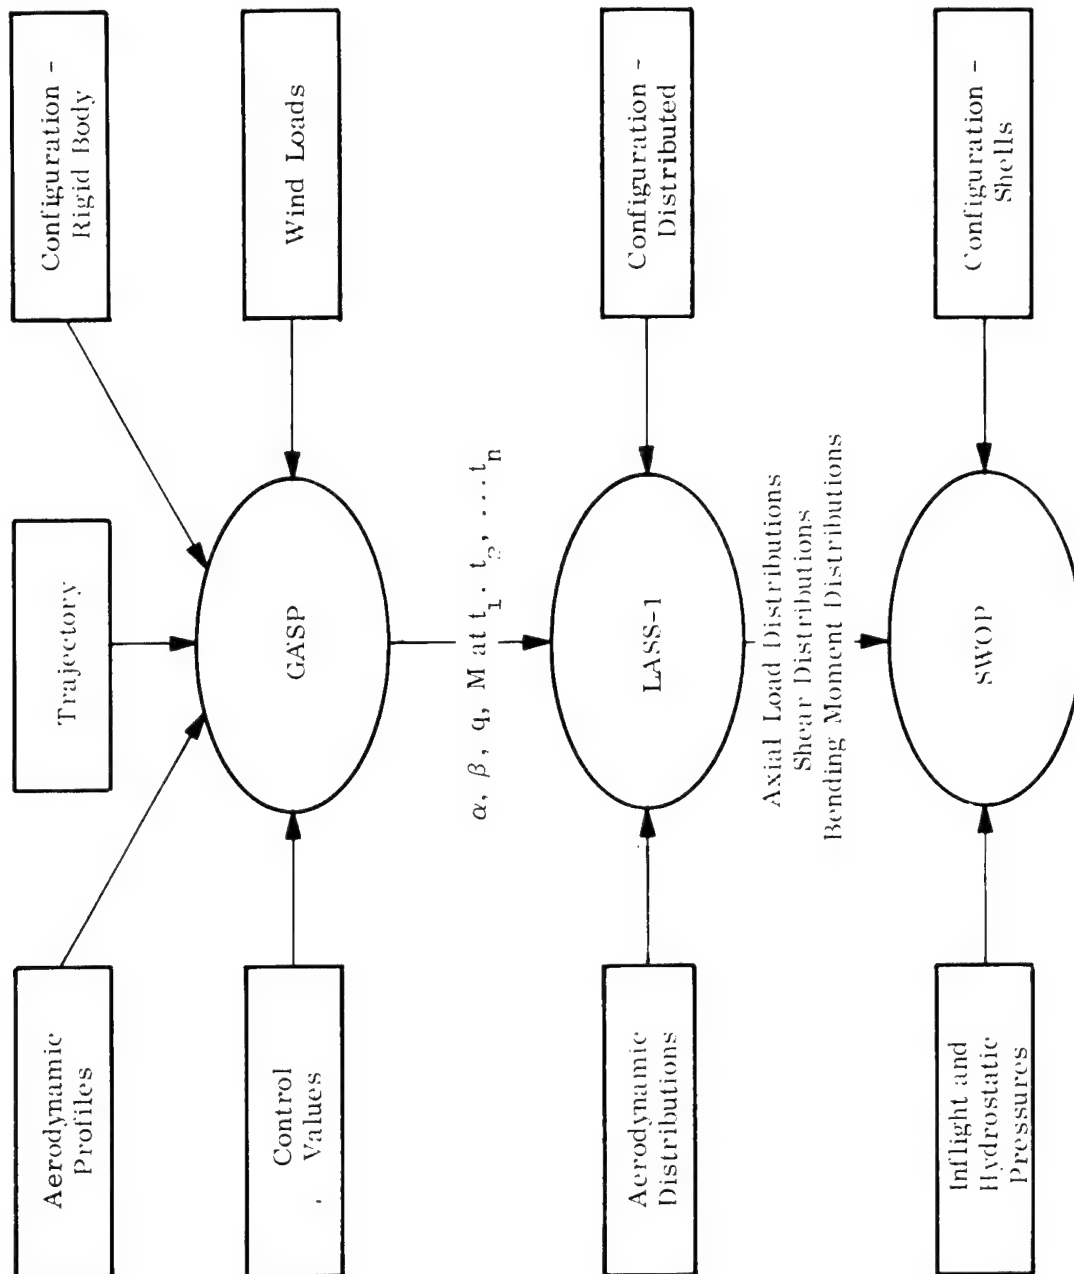 Aerodynamic
Profiles
Trajectory
Configuration -
Rigid Body
Control
Values
GASP
Wind Loads
α, β, q, M at t₁. t₂, ... tₙ
Aerodynamic
Distributions
LASS-1
Configuration -
Distributed
Axial Load Distributions
Shear Distributions
Bending Moment Distributions
Inflight and
Hydrostatic
Pressures
SWOP
Configuration -
Shells